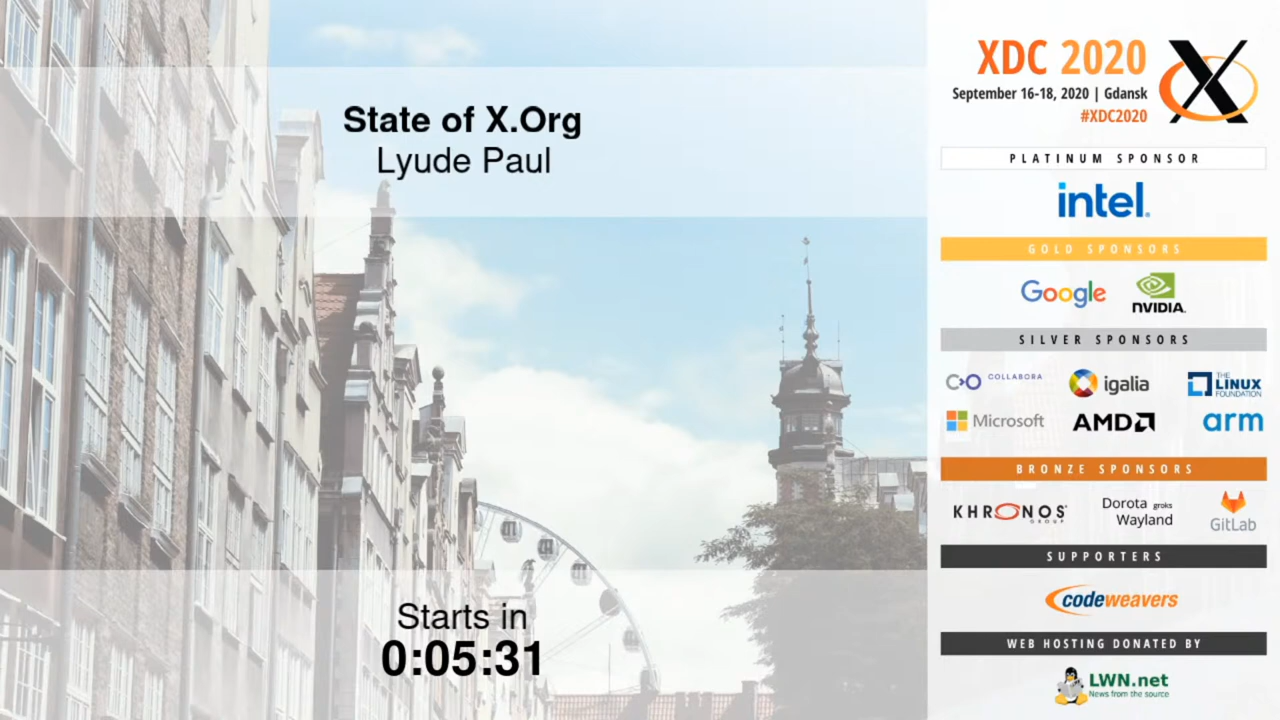 State of X.Org
Lyude Paul
Starts in
0:05:31
XDC 2020
September 16-18, 2020 | Gdansk
#XDC2020
X
PLATINUM SPONSOR
intel.
GOLD SPONSORS
Google
NVIDIA.
SILVER SPONSORS
COLLABORA
igalia
THE
LINUX
FOUNDATION
Microsoft
AMD
arm
BRONZE SPONSORS
KHRONOS
GROUP
Dorota groks
Wayland
GitLab
SUPPORTERS
codeweavers
WEB HOSTING DONATED BY
LWN.net
News from the source